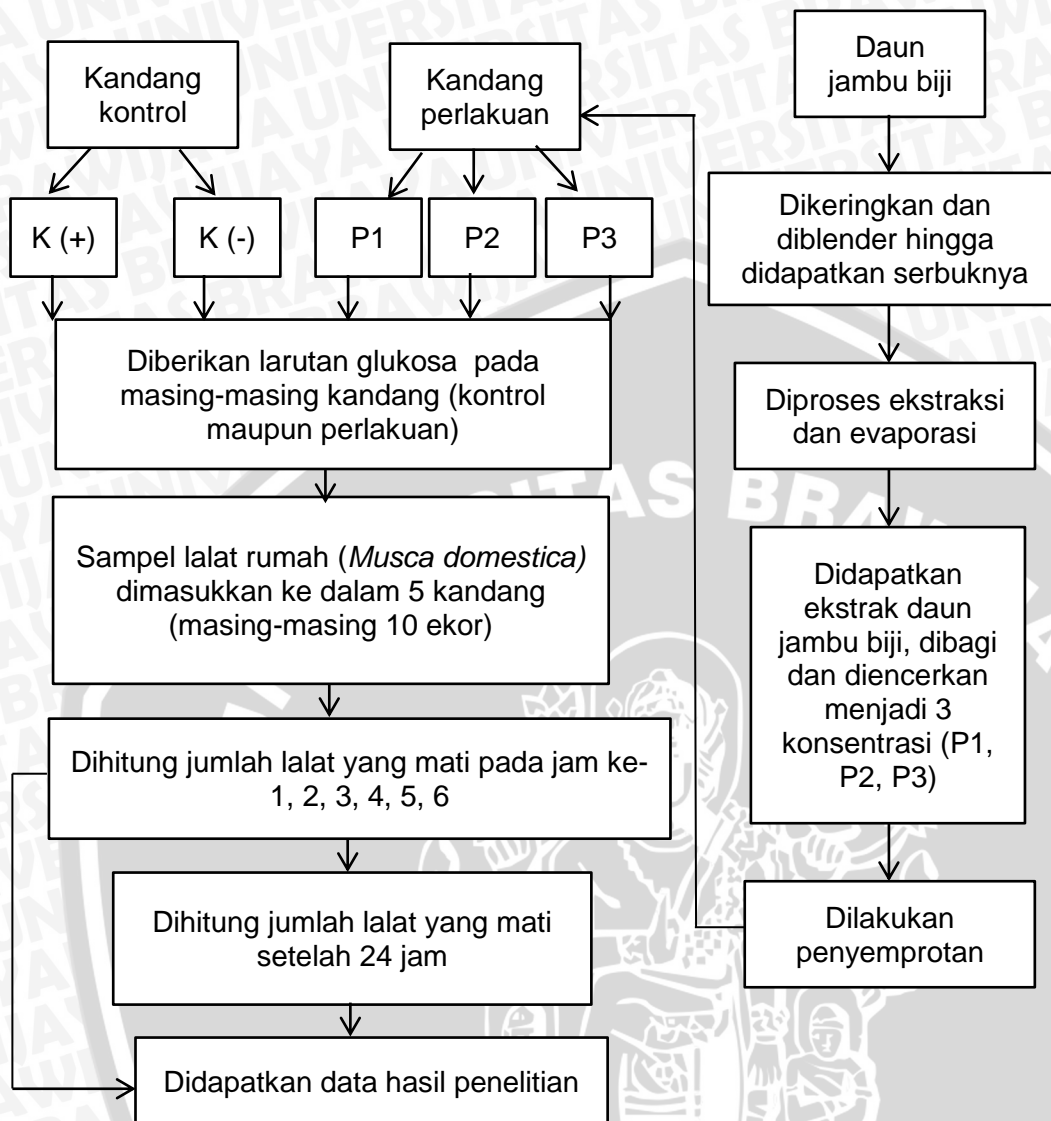 Kandang
kontrol
Kandang
perlakuan
Daun
jambu biji
K (+)
K (-)
P1
P2
P3
Dikeringkan dan
diblender hingga
didapatkan serbuknya
Diberikan larutan glukosa pada
masing-masing kandang (kontrol
maupun perlakuan)
Diproses ekstraksi
dan evaporasi
Sampel lalat rumah (Musca domestica)
dimasukkan ke dalam 5 kandang
(masing-masing 10 ekor)
Didapatkan
ekstrak daun
jambu biji, dibagi
dan diencerkan
menjadi 3
konsentrasi (P1,
P2, P3)
Dihitung jumlah lalat yang mati pada jam ke-
1, 2, 3, 4, 5, 6
Dihitung jumlah lalat yang mati
setelah 24 jam
Dilakukan
penyemprotan
Didapatkan data hasil penelitian